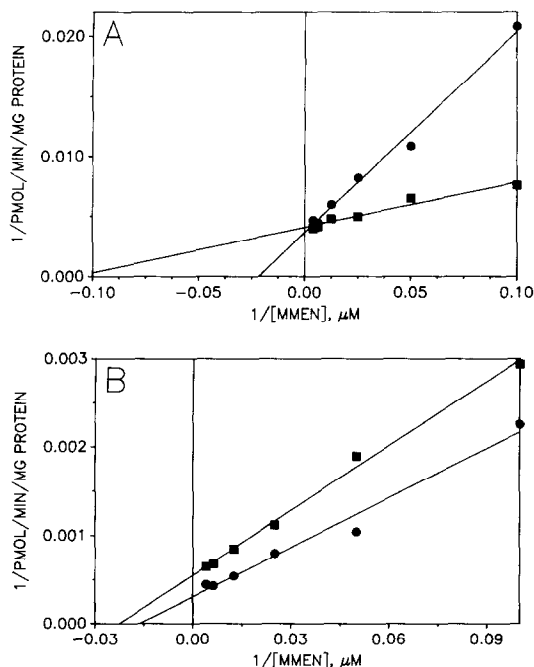 A
0.020
0.010
0.000
1/PMOL/MIN/MG PROTEIN
-0.10
-0.05
0.00
0.05
0.10
1/[MMEN], μM
B
0.003
0.002
0.001
0.000
1/PMOL/MIN/MG PROTEIN
-0.03
0.00
0.03
0.06
0.09
1/[MMEN], μM